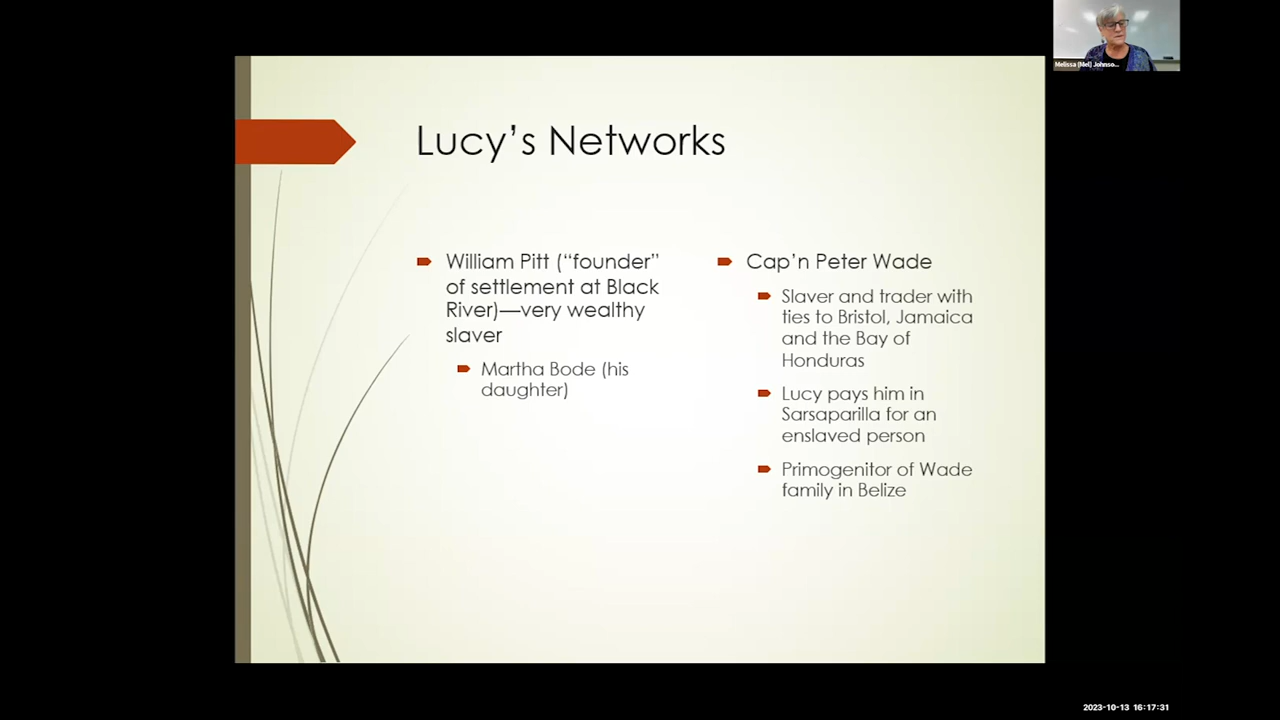 Melissa (Mel) Johnso...
Lucy’s Networks
William Pitt (“founder”
of settlement at Black
River)—very wealthy
slaver
Martha Bode (his
daughter)
Cap’n Peter Wade
Slaver and trader with
ties to Bristol, Jamaica
and the Bay of
Honduras
Lucy pays him in
Sarsaparilla for an
enslaved person
Primogenitor of Wade
family in Belize
2023-10-13 16:17:31